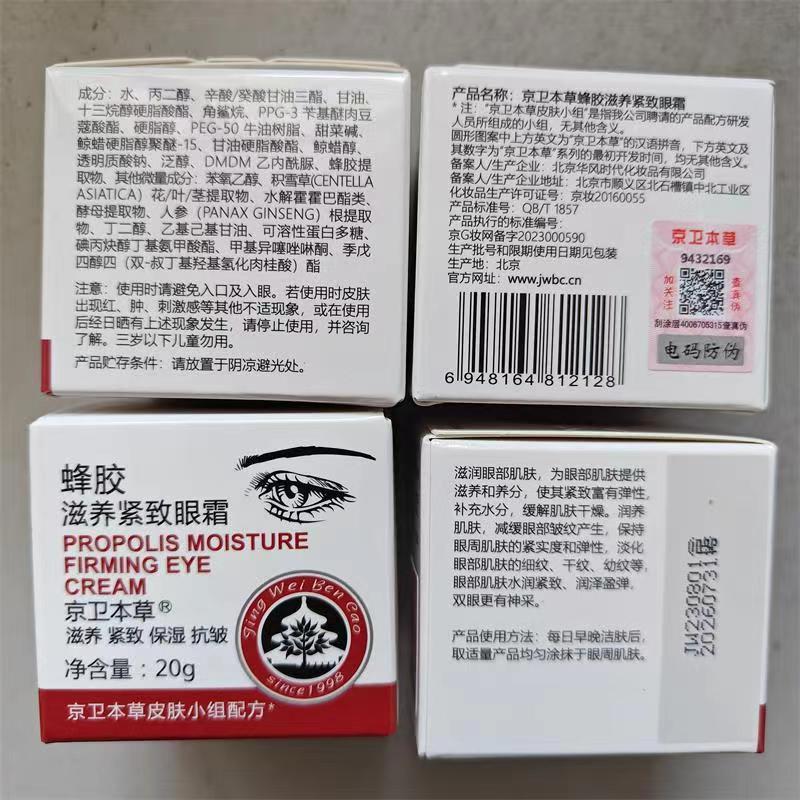 成分：水、丙二醇、辛酸/癸酸甘油三酯、甘油、
十三烷醇硬脂酸酯、角鲨烷、PPG-3 苄基醚肉豆
蔻酸酯、硬脂醇、PEG-50 牛油树脂、甜菜碱、
鲸蜡硬脂醇聚醚-15、甘油硬脂酸酯、鲸蜡醇、
透明质酸钠、泛醇、DMDM 乙内酰脲、蜂胶提
取物、其他微量成分：苯氧乙醇、积雪草(CENTELLA
ASIATICA）花/叶/茎提取物、水解霍霍巴酯类、
酵母提取物、人参（PANAX GINSENG）根提取
物、丁二醇、乙基己基甘油、可溶性蛋白多糖、
碘丙炔醇丁基氨甲酸酯、甲基异噻唑啉酮、季戊
四醇四（双-叔丁基羟基氢化肉桂酸）酯
注意：使用时请避免入口及入眼。若使用时皮肤
出现红、肿、刺激感等其他不适现象，或在使用
后经日晒有上述现象发生，请停止使用，并咨询
了解。三岁以下儿童勿用。
产品贮存条件：请放置于阴凉避光处。
产品名称：京卫本草蜂胶滋养紧致眼霜
*注：“京卫本草皮肤小组”是指我公司聘请的产品配方研发
人员所组成的小组，无其他含义。
圆形图案中上方英文为“京卫本草”的汉语拼音，下方英文及
其数字为“京卫本草”系列的最初开发时间，均无其他含义。
备案人/生产企业：北京华风时代化妆品有限公司
备案人/生产企业地址：北京市顺义区北石槽镇中北工业区
化妆品生产许可证号：京妆20160055
产品标准号：QB/T 1857
产品执行的标准编号：
京G妆网备字2023000590
生产批号和限期使用日期见包装
生产地：北京
官方网址：www.jwbc.cn
6 948164 812128
京卫本草
9432169
加关注
查真伪
刮涂层4006705315查真伪
电码防伪
蜂胶
滋养紧致眼霜
PROPOLIS MOISTURE
FIRMING EYE
CREAM
京卫本草®
滋养 紧致 保湿 抗皱
净含量：20g
Jing Wei Ben Cao
since1998
京卫本草皮肤小组配方*
滋润眼部肌肤，为眼部肌肤提供
滋养和养分，使其紧致富有弹性，
补充水分，缓解肌肤干燥。润养
肌肤，减缓眼部皱纹产生，保持
眼周肌肤的紧实度和弹性，淡化
眼部肌肤的细纹、干纹、幼纹等，
眼部肌肤水润紧致、润泽盈弹，
双眼更有神采。
产品使用方法：每日早晚洁肤后，
取适量产品均匀涂抹于眼周肌肤。
JW230801
20260731